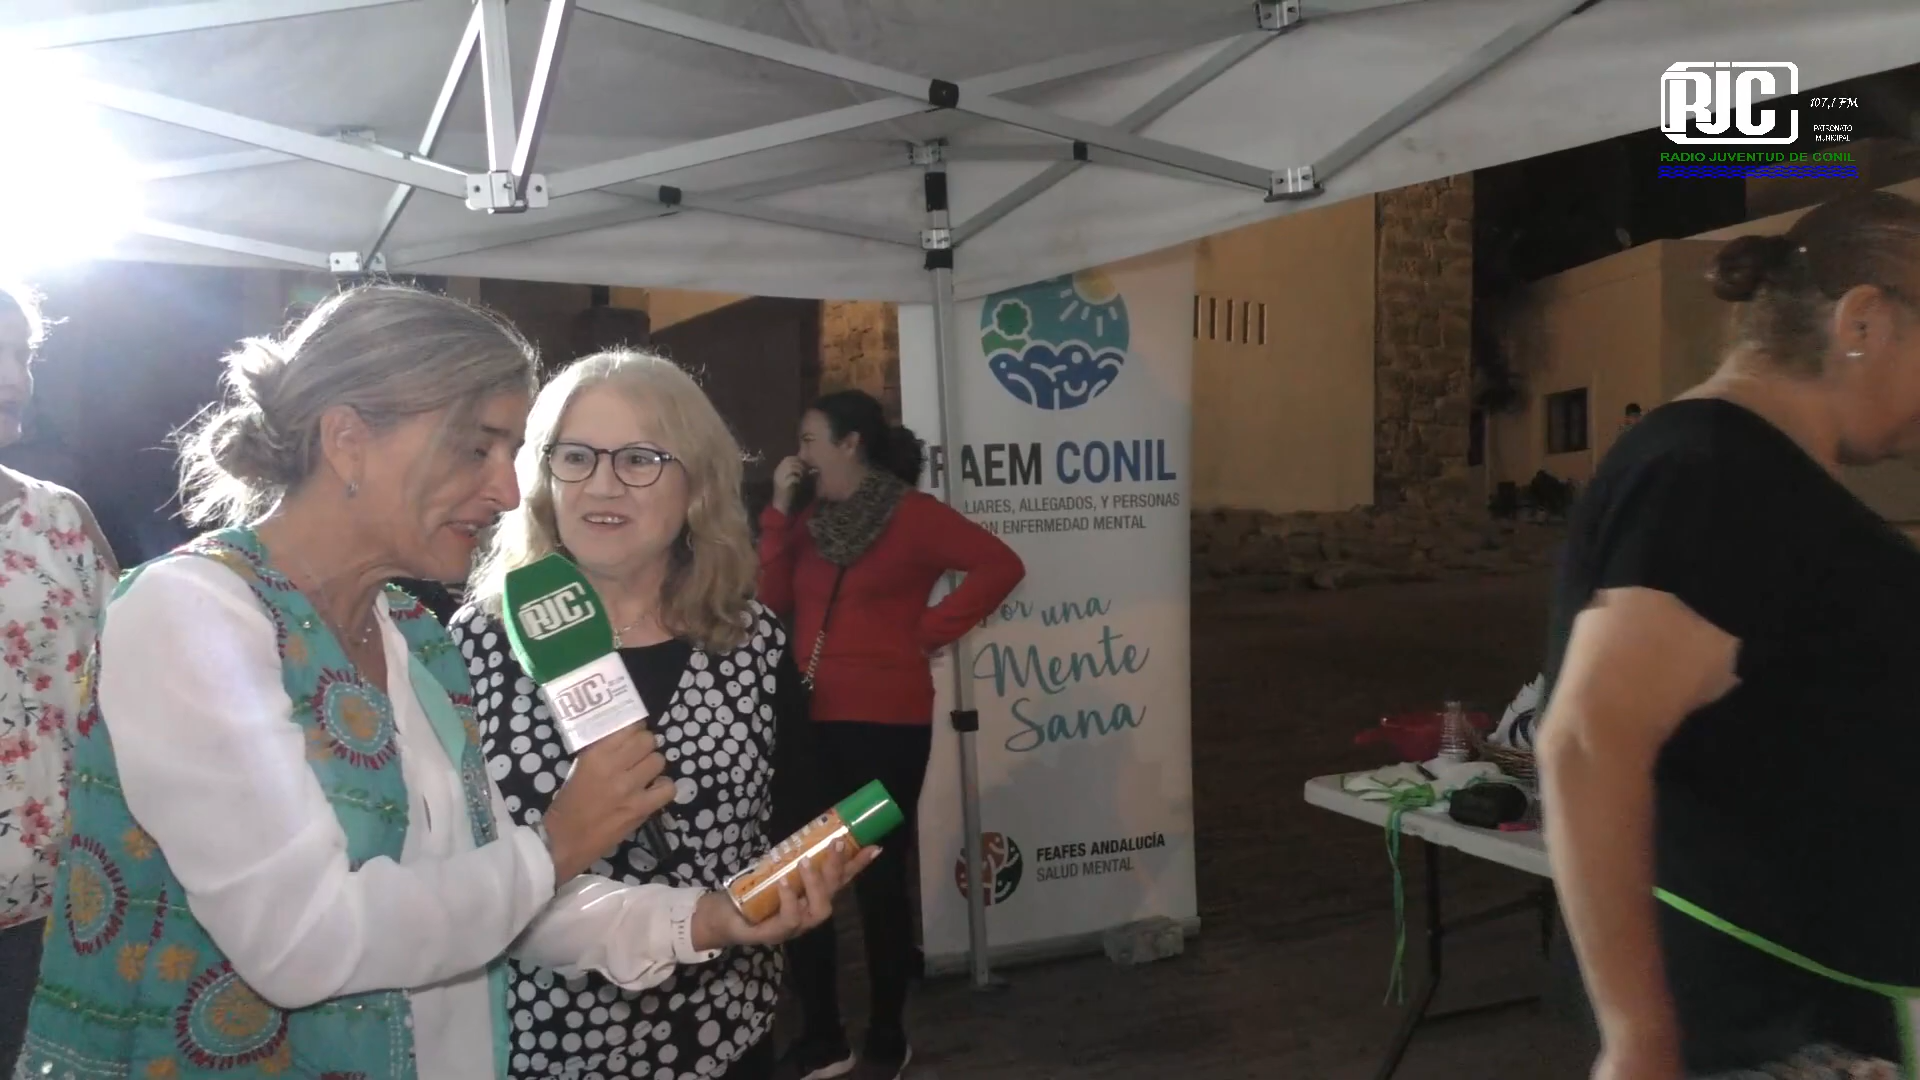 RJC
107,1 FM
PATRONATO
MUNICIPAL
RADIO JUVENTUD DE CONIL
AEM CONIL
LIARES, ALLEGADOS, Y PERSONAS
ENFERMEDAD MENTAL
RJC
RJC
or una
Mente
Sana
FEAFES ANDALUCÍA
SALUD MENTAL